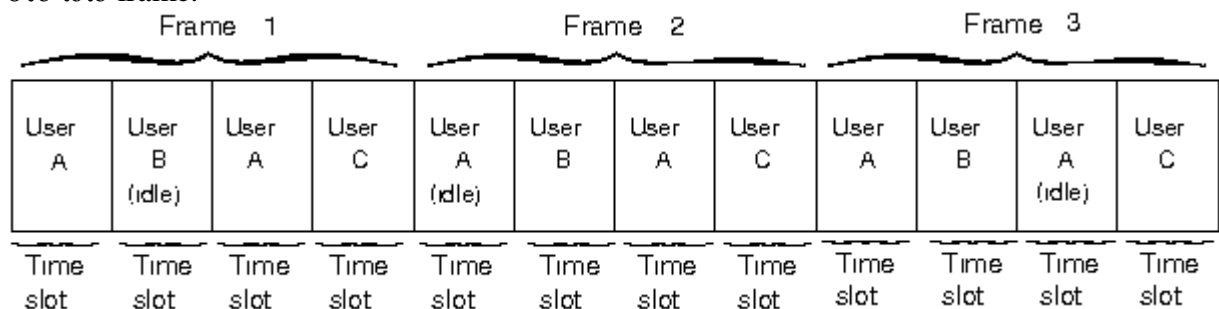 frame.
Frame 1 Frame 2 Frame 3
User User User User User User User User User User User User
A B A C A B A C A B A C
(idle) (idle) (idle)
Time Time Time Time Time Time Time Time Time Time Time Time
slot slot slot slot slot slot slot slot slot slot slot slot